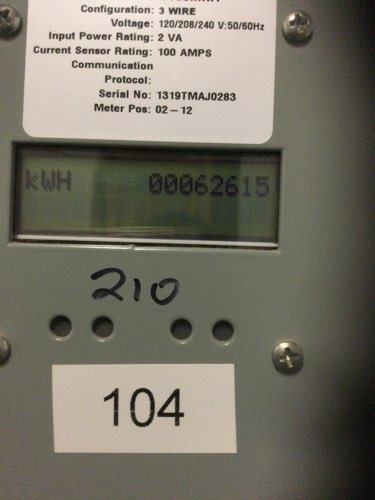 Configuration: 3 WIRE
Voltage: 120/208/240 V:50/60Hz
Input Power Rating: 2 VA
Current Sensor Rating: 100 AMPS
Communication
Protocol:
Serial No: 1319TMAJ0283
Meter Pos: 02-12
kWH 00062615
210
104